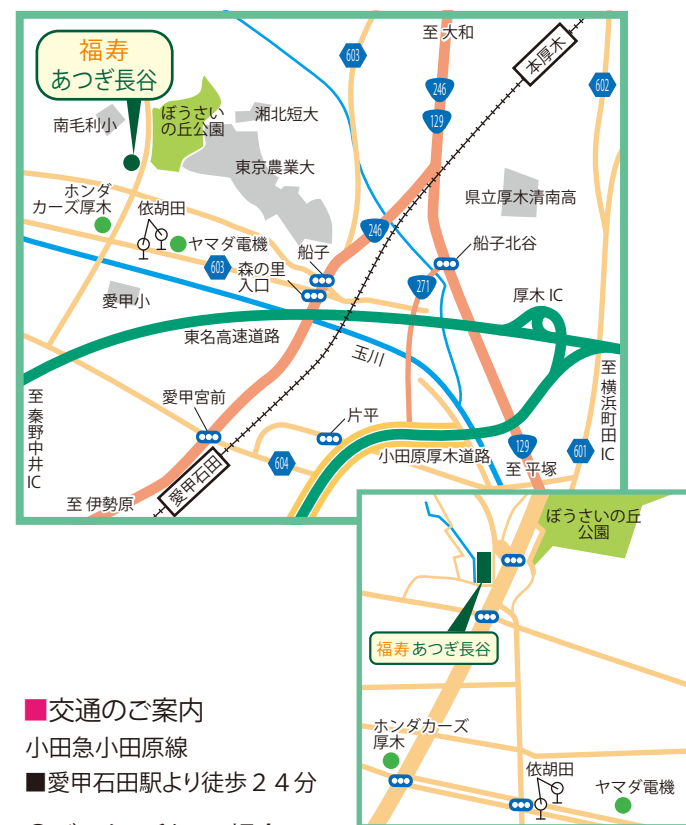 至 大和
本厚木
603
602
福寿
あつぎ長谷
246
129
南毛利小
ぼうさい
の丘公園
湘北短大
東京農業大
県立厚木清南高
ホンダ
カーズ厚木
依胡田
ヤマダ電機
246
船子
船子北谷
603
森の里
入口
271
愛甲小
厚木 IC
東名高速道路
玉川
至 秦野中井IC
至 横浜町田IC
愛甲宮前
片平
604
小田原厚木道路
129
601
至 平塚
愛甲石田
至 伊勢原
ぼうさいの丘
公園
福寿 あつぎ長谷
ホンダカーズ
厚木
依胡田
ヤマダ電機
■交通のご案内
小田急小田原線
■愛甲石田駅より徒歩２４分